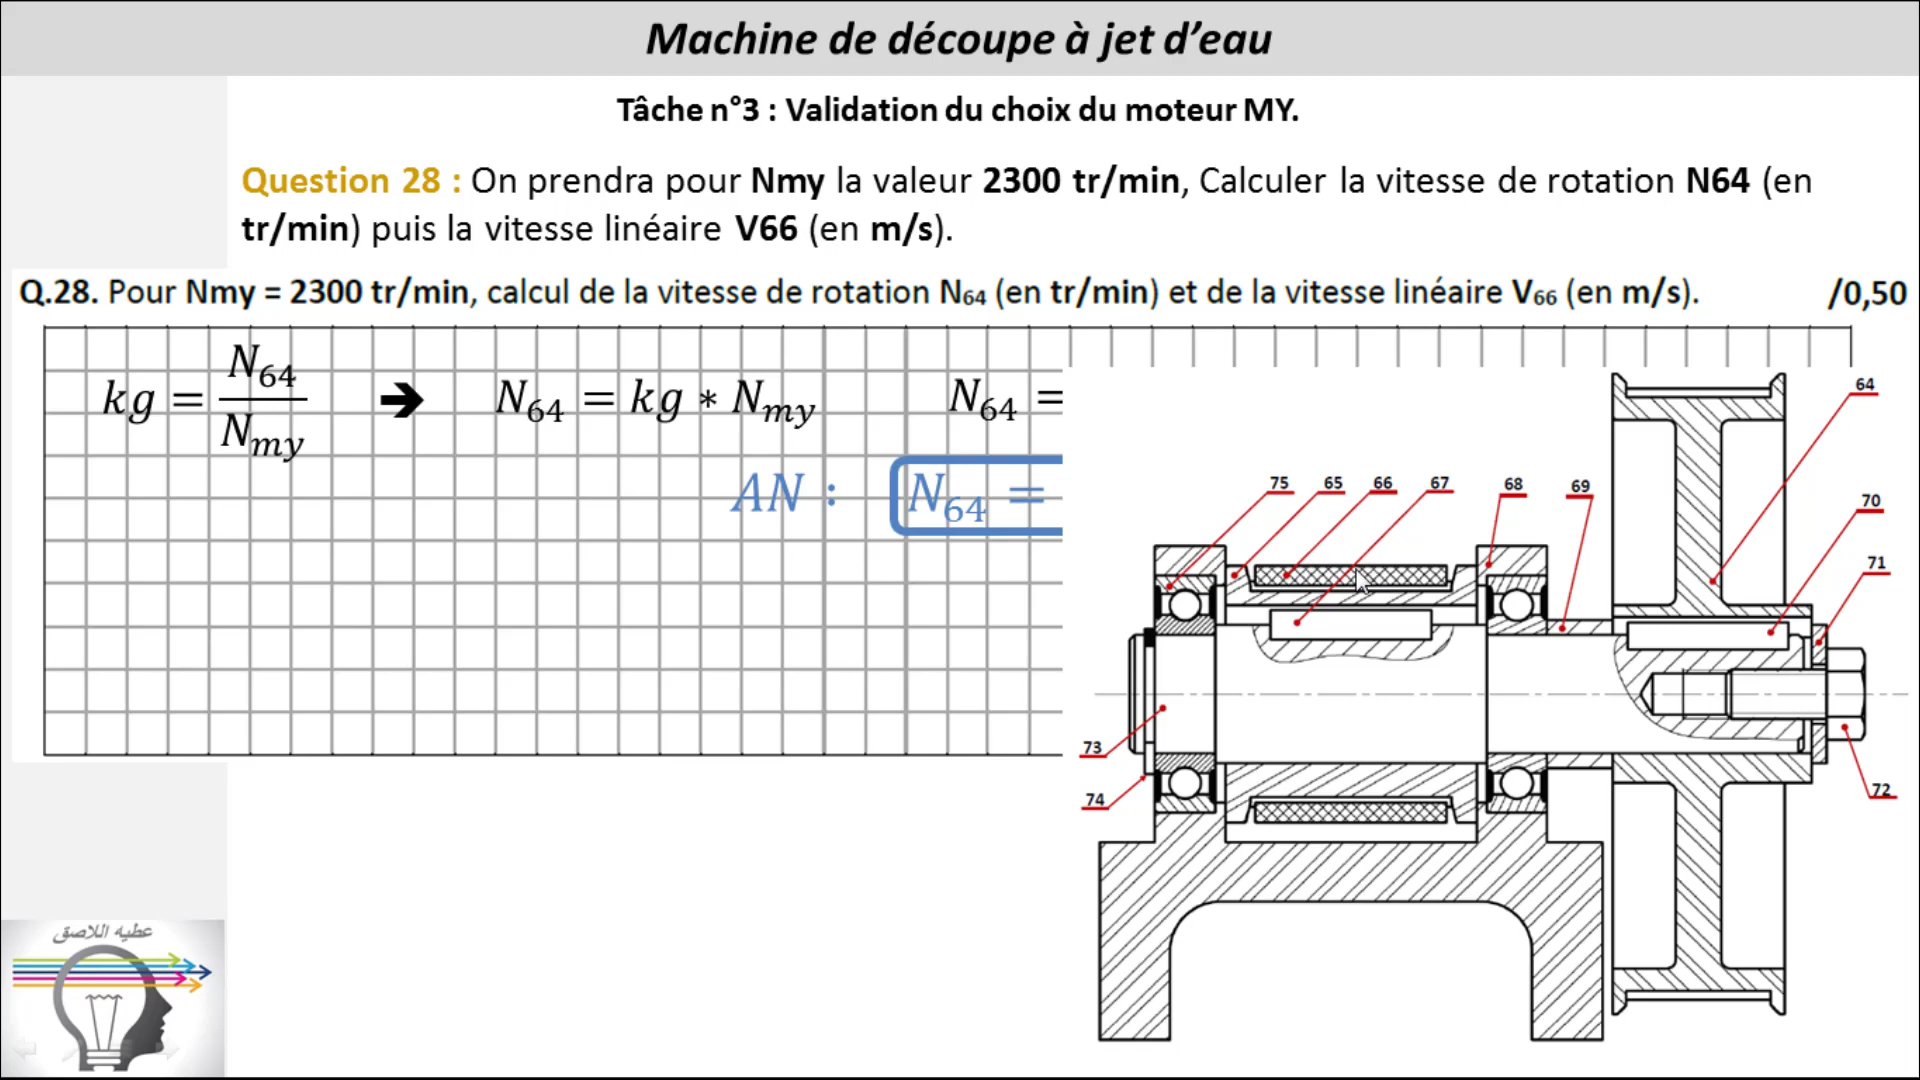 Machine de découpe à jet d’eau
Tâche n°3 : Validation du choix du moteur MY.
Question 28 : On prendra pour Nmy la valeur 2300 tr/min, Calculer la vitesse de rotation N64 (en
tr/min) puis la vitesse linéaire V66 (en m/s).
Q.28. Pour Nmy = 2300 tr/min, calcul de la vitesse de rotation N64 (en tr/min) et de la vitesse linéaire V66 (en m/s). /0,50
kg = N64 / Nmy ➔ N64 = kg * Nmy N64 =
AN : N64 =
64
75 65 66 67 68 69
70
71
73
74
72
عطيه اللاصق